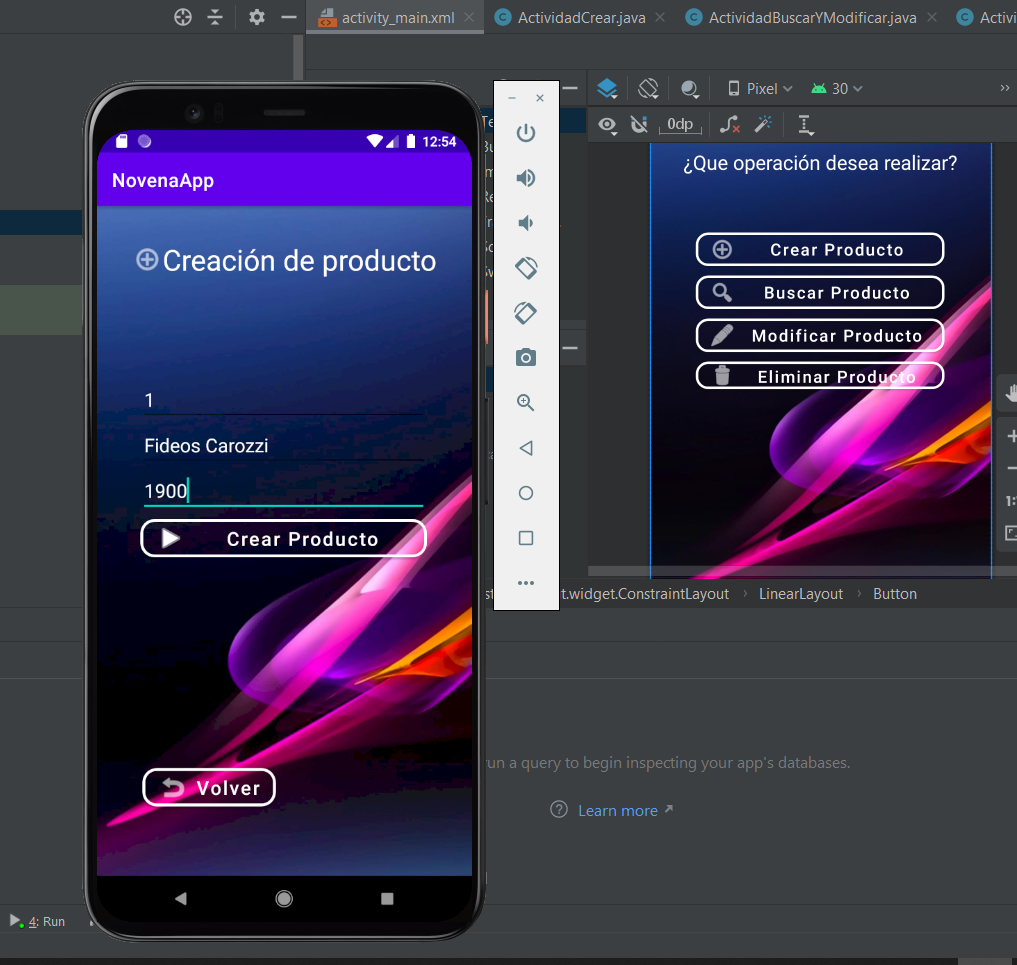 activity_main.xml
ActividadCrear.java
ActividadBuscarYModificar.java
Activi
Pixel
30
0dp
12:54
NovenaApp
Creación de producto
1
Fideos Carozzi
1900
Crear Producto
Volver
¿Que operación desea realizar?
Crear Producto
Buscar Producto
Modificar Producto
Eliminar Producto
t.widget.ConstraintLayout
LinearLayout
Button
run a query to begin inspecting your app's databases.
Learn more
4: Run